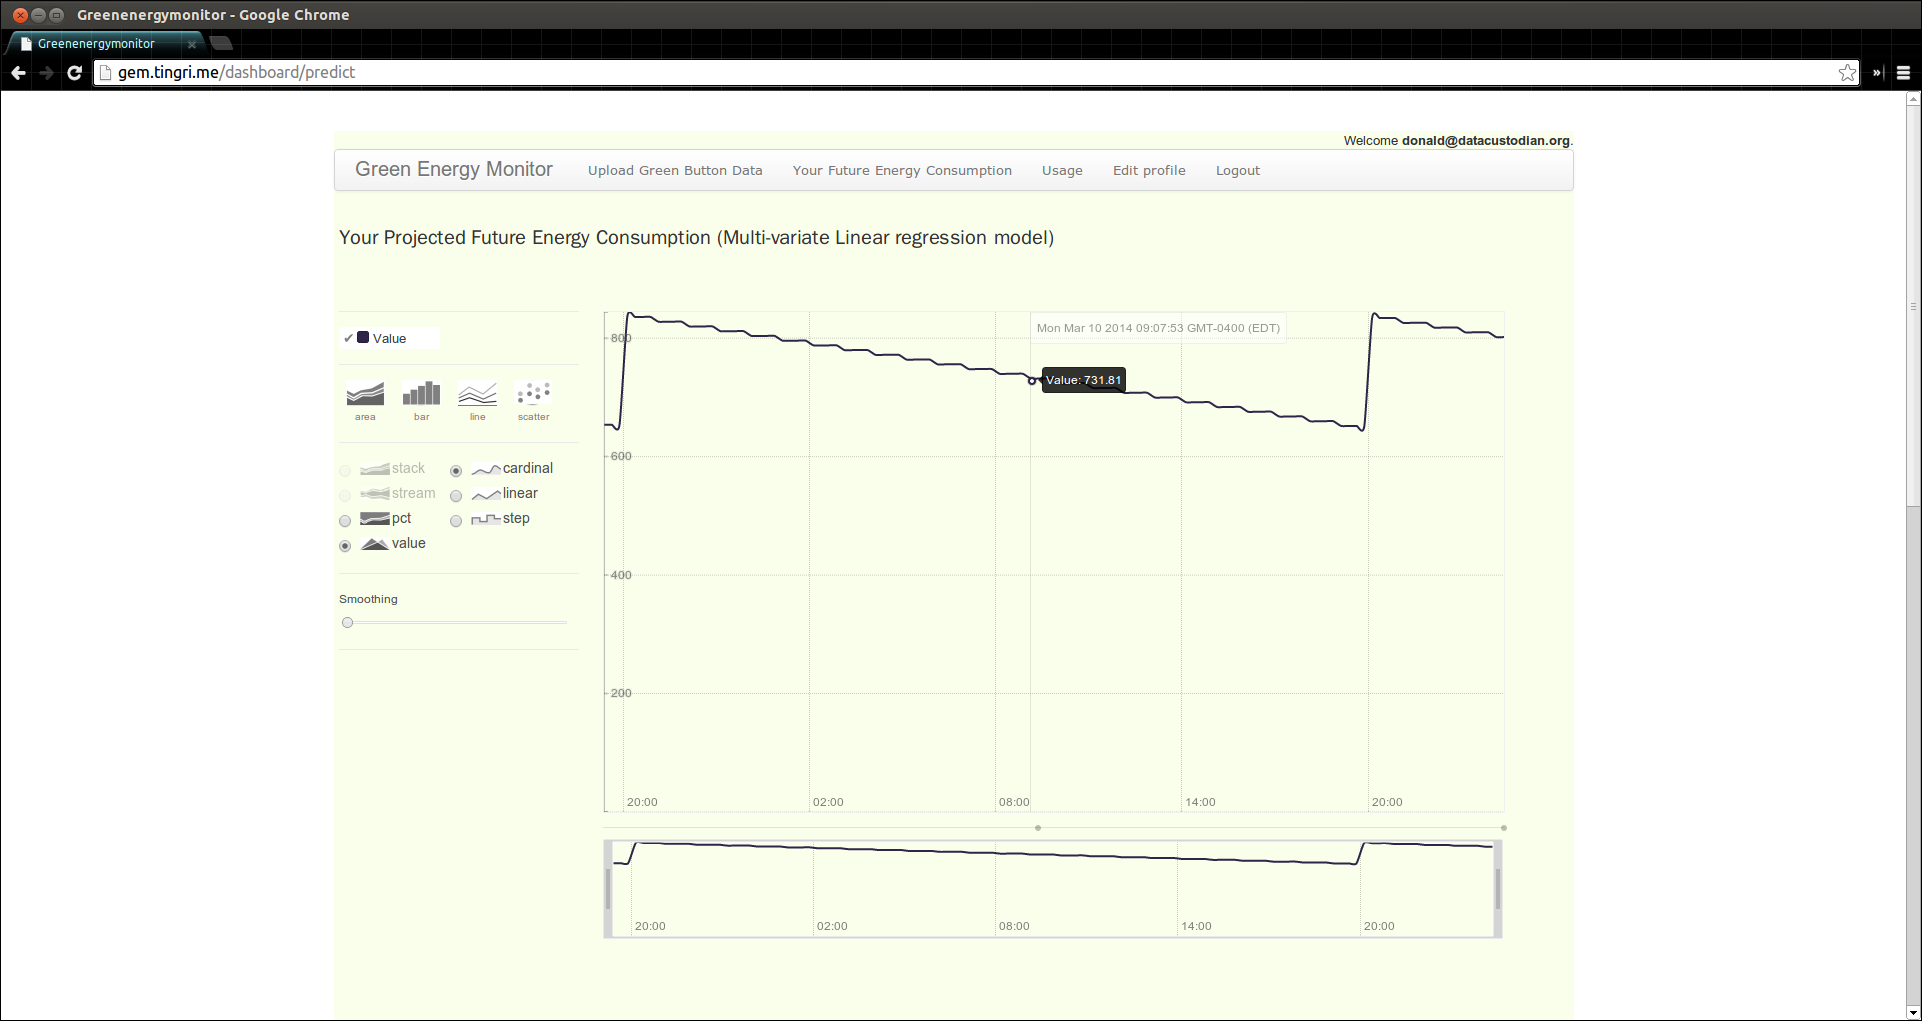 Greenenergymonitor - Google Chrome
Greenenergymonitor
gem.tingri.me/dashboard/predict
Welcome donald@datacustodian.org.
Green Energy Monitor Upload Green Button Data Your Future Energy Consumption Usage Edit profile Logout
Your Projected Future Energy Consumption (Multi-variate Linear regression model)
Mon Mar 10 2014 09:07:53 GMT-0400 (EDT)
✔ Value
800
Value: 731.81
area bar line scatter
600
stack cardinal
stream linear
pct step
value
400
Smoothing
200
20:00 02:00 08:00 14:00 20:00
20:00 02:00 08:00 14:00 20:00